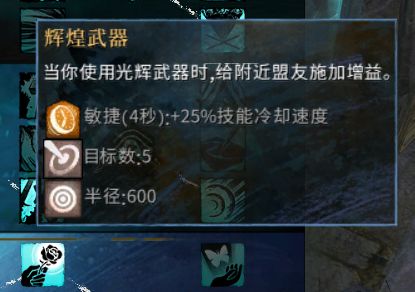 辉煌武器
当你使用光辉武器时,给附近盟友施加增益。
敏捷(4秒):+25%技能冷却速度
目标数:5
半径:600